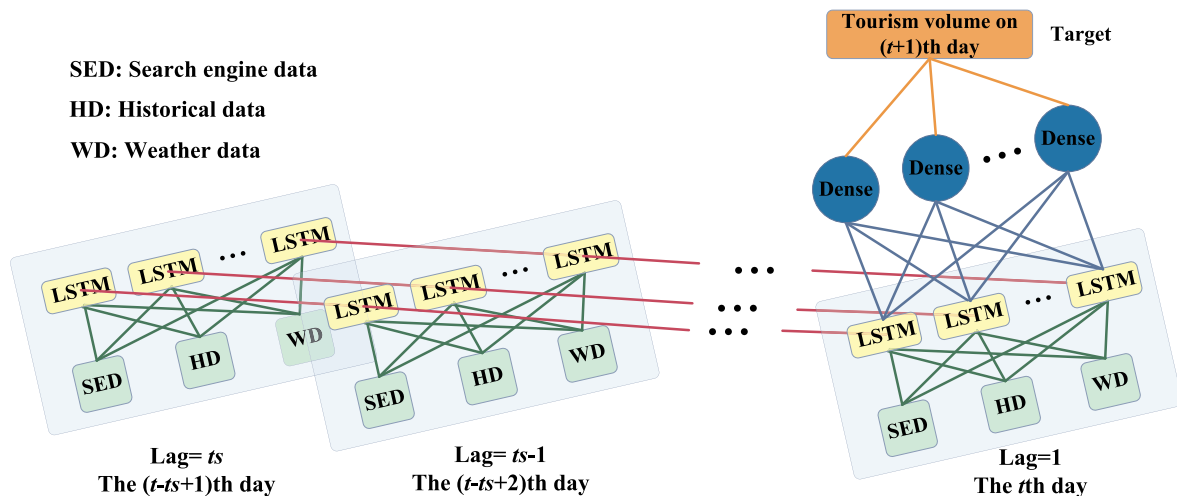 Tourism volume on
(t+1)th day
Target
SED: Search engine data
HD: Historical data
WD: Weather data
Dense
Dense
...
Dense
LSTM
LSTM
...
LSTM
SED
HD
WD
LSTM
LSTM
...
LSTM
SED
HD
WD
...
...
...
LSTM
LSTM
...
LSTM
SED
HD
WD
Lag= ts
The (t-ts+1)th day
Lag= ts-1
The (t-ts+2)th day
Lag=1
The tth day